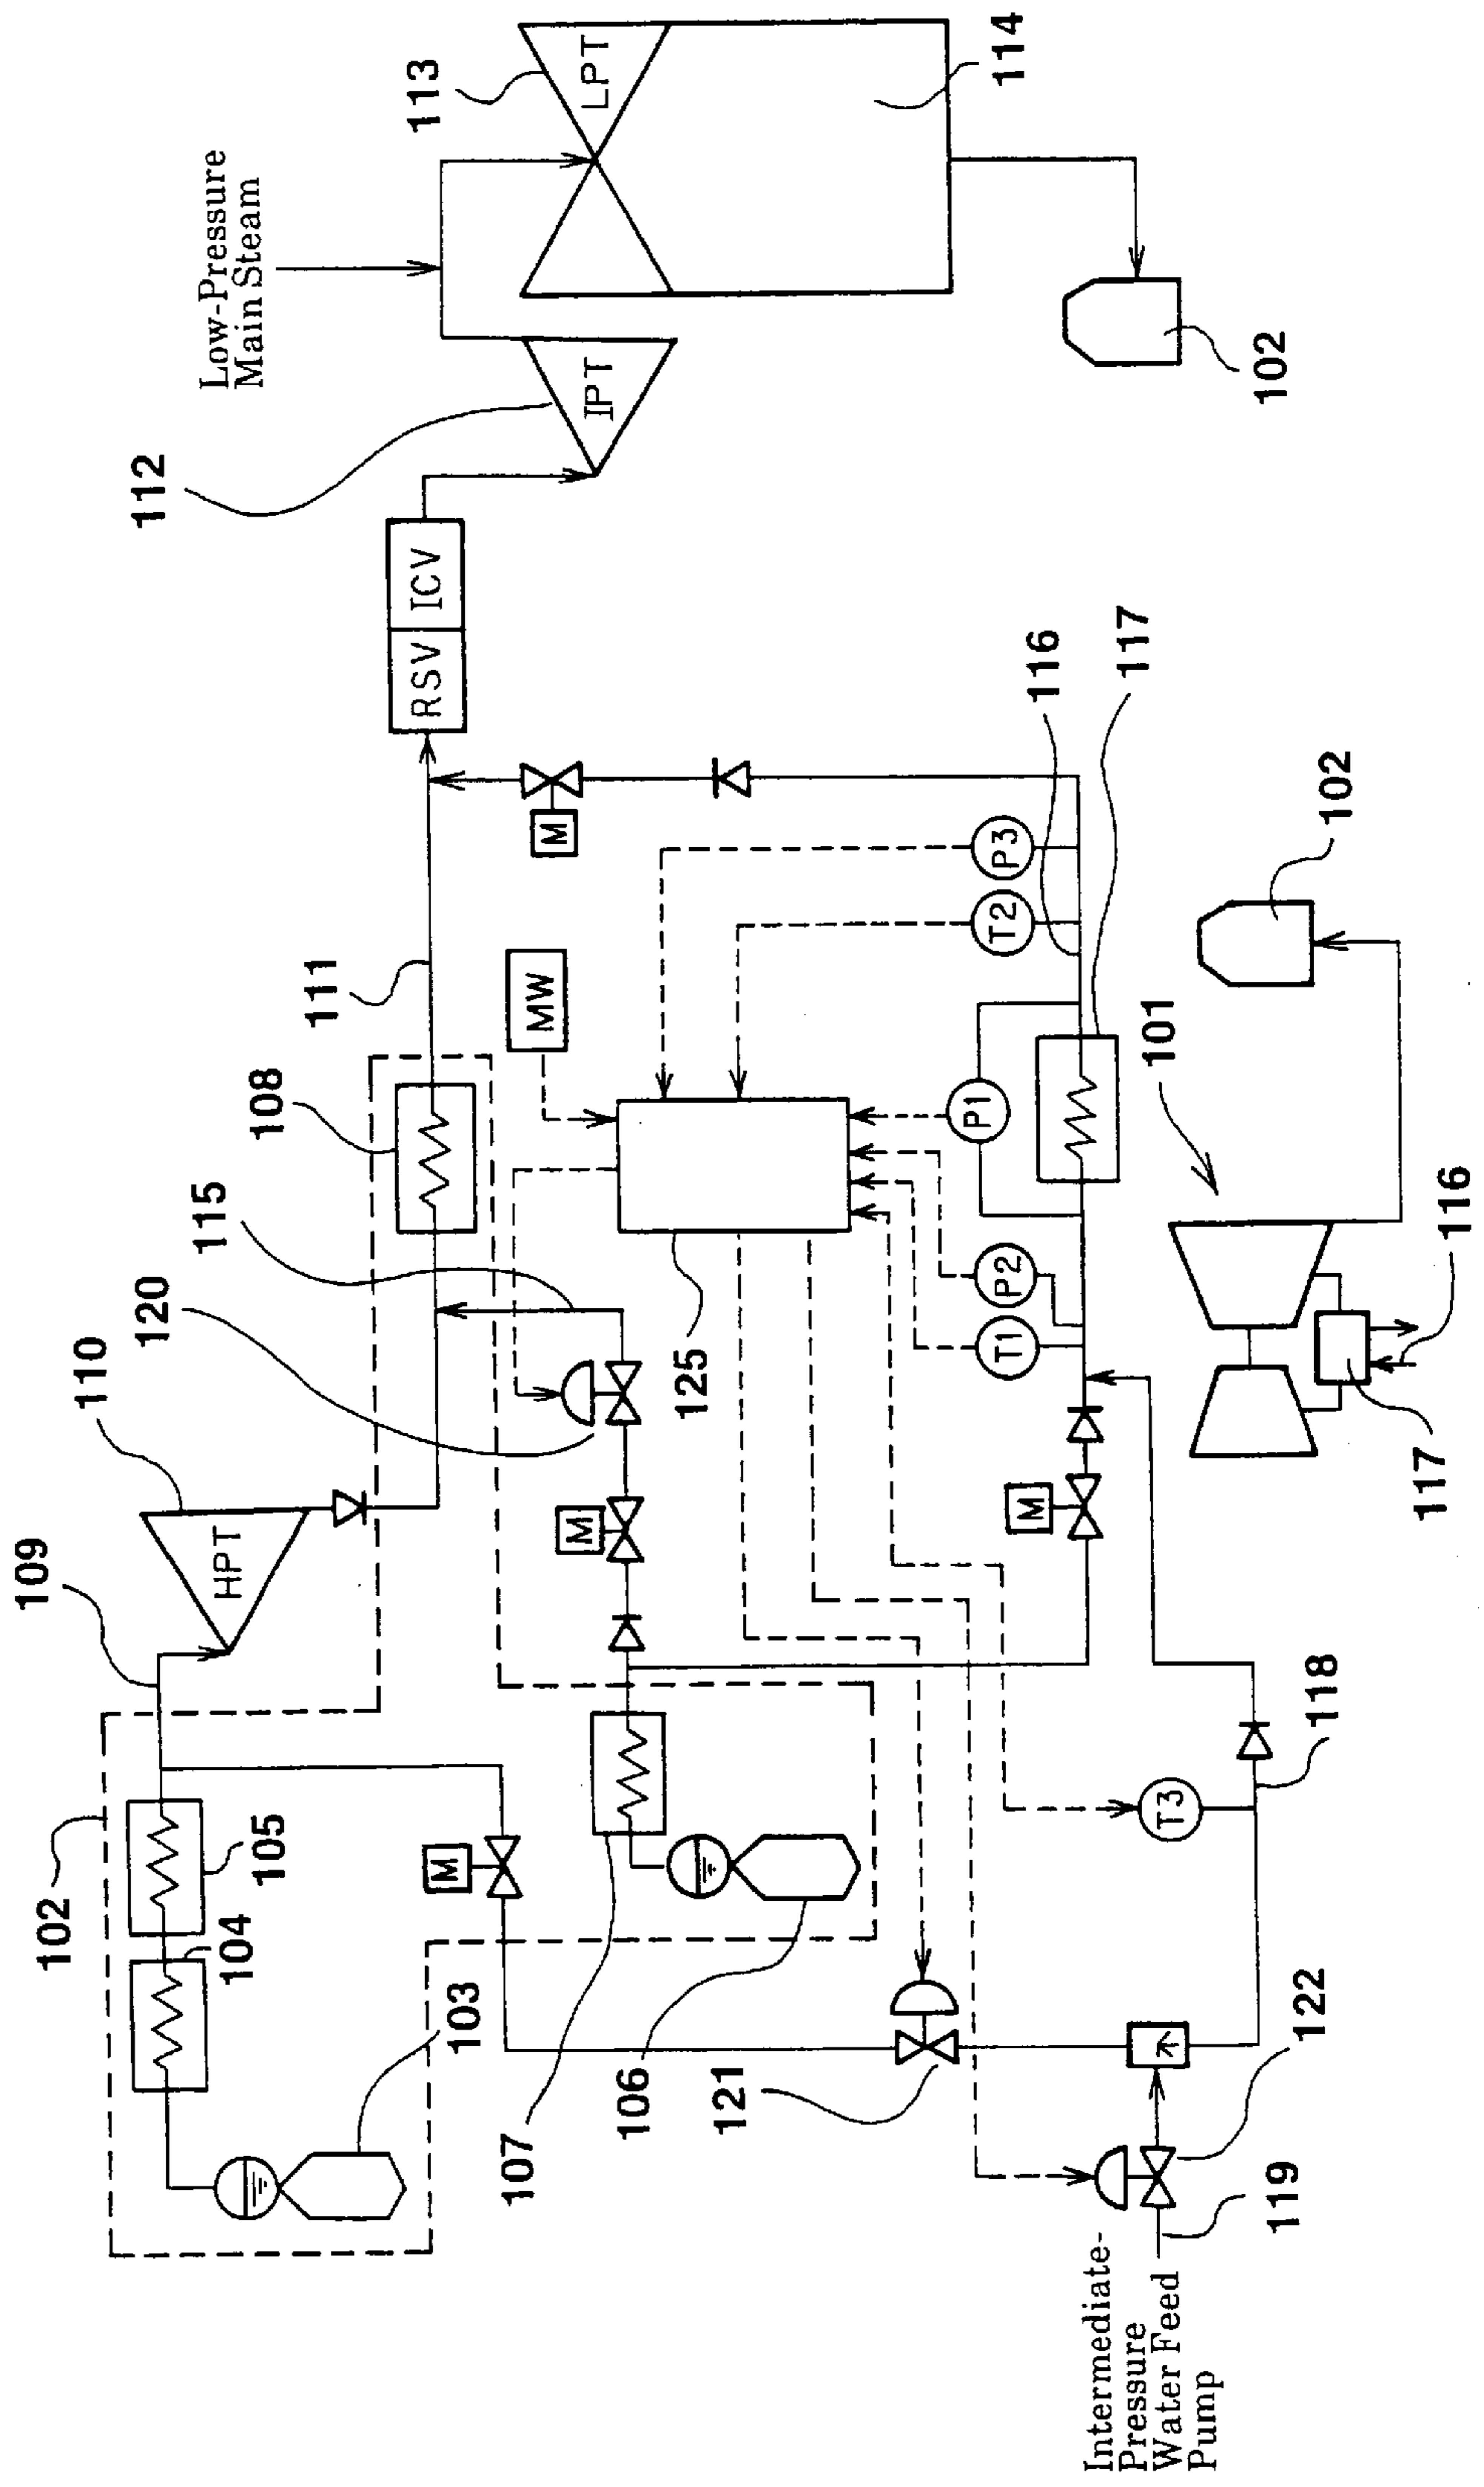 Low-Pressure
Main Steam
113
LPT
114
112
IPT
102
RSV
ICV
111
M
116
117
P3
T2
102
MW
108
115
120
110
HPT
109
125
P1
P2
T1
101
116
117
M
M
102
105
104
103
M
107
106
121
T3
118
122
119
Intermediate-
Pressure
Water Feed
Pump